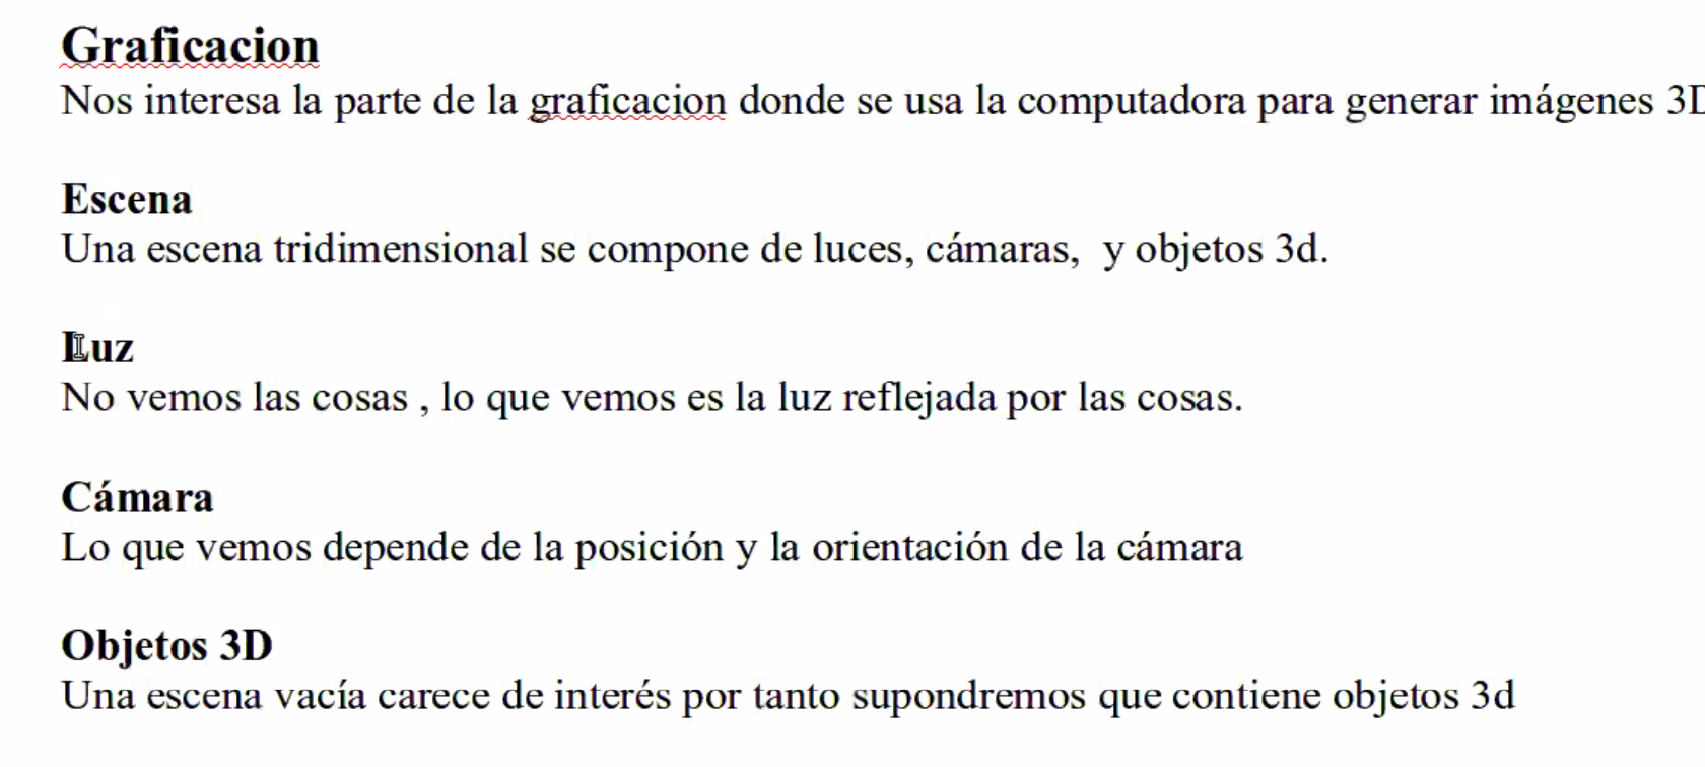 Graficacion
Nos interesa la parte de la graficacion donde se usa la computadora para generar imágenes 3D
Escena
Una escena tridimensional se compone de luces, cámaras,  y objetos 3d.
Luz
No vemos las cosas , lo que vemos es la luz reflejada por las cosas.
Cámara
Lo que vemos depende de la posición y la orientación de la cámara
Objetos 3D
Una escena vacía carece de interés por tanto supondremos que contiene objetos 3d